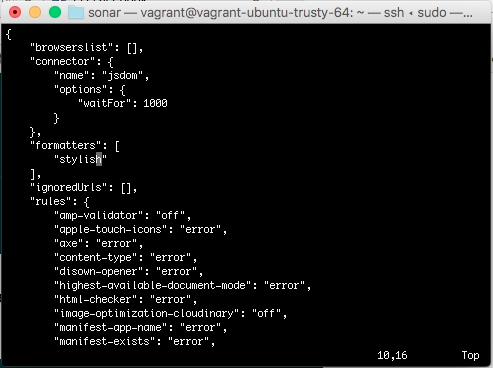 sonar — vagrant@vagrant-ubuntu-trusty-64: ~ — ssh ‹ sudo —...
{
    "browserslist": [],
    "connector": {
        "name": "jsdom",
        "options": {
            "waitFor": 1000
        }
    },
    "formatters": [
        "stylish"
    ],
    "ignoredUrls": [],
    "rules": {
        "amp-validator": "off",
        "apple-touch-icons": "error",
        "axe": "error",
        "content-type": "error",
        "disown-opener": "error",
        "highest-available-document-mode": "error",
        "html-checker": "error",
        "image-optimization-cloudinary": "off",
        "manifest-app-name": "error",
        "manifest-exists": "error",
10,16 Top